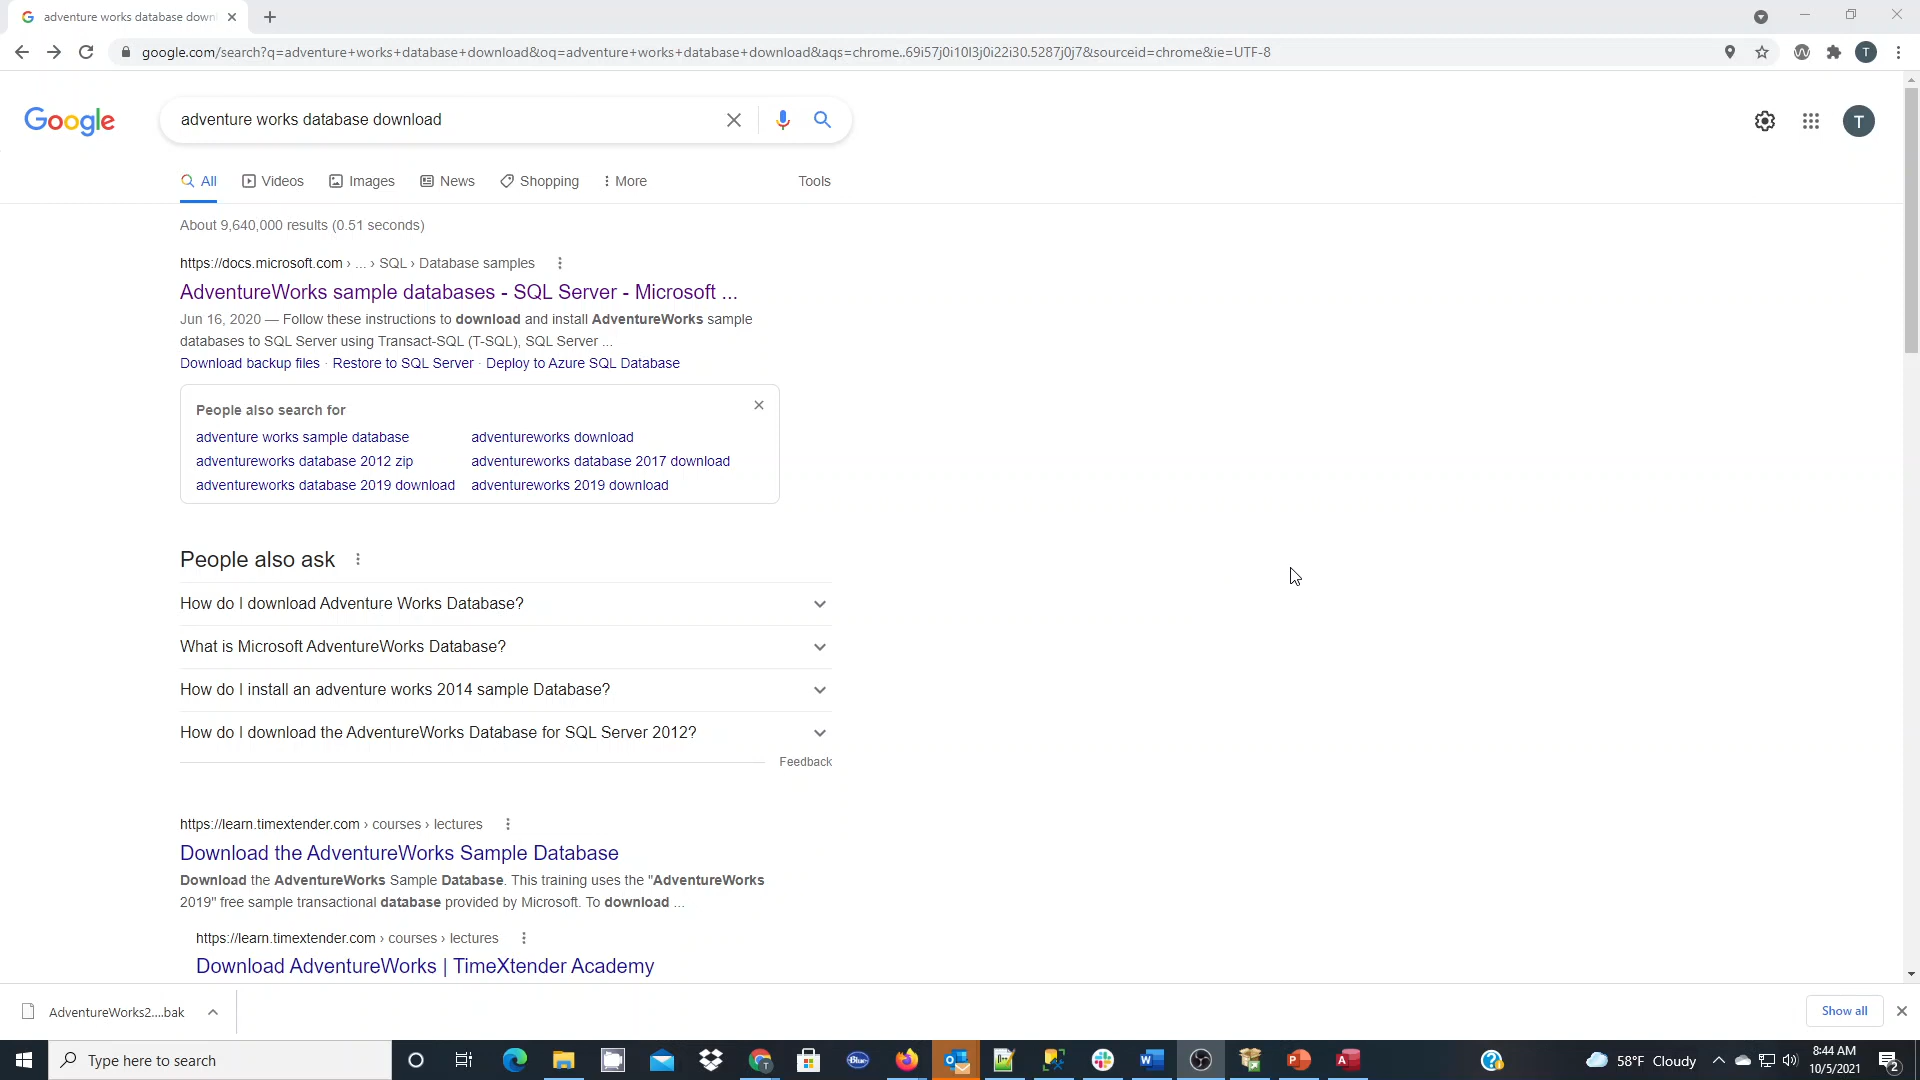 adventure works database down
google.com/search?q=adventure+works+database+download&oq=adventure+works+database+download&aqs=chrome..69i57j0i10l3j0i22i30.5287j0j7&sourceid=chrome&ie=UTF-8
T
Google
adventure works database download
T
All
Videos
Images
News
Shopping
More
Tools
About 9,640,000 results (0.51 seconds)
https://docs.microsoft.com › ... › SQL › Database samples
AdventureWorks sample databases - SQL Server - Microsoft ...
Jun 16, 2020 — Follow these instructions to download and install AdventureWorks sample
databases to SQL Server using Transact-SQL (T-SQL), SQL Server ...
Download backup files · Restore to SQL Server · Deploy to Azure SQL Database
People also search for
adventure works sample database
adventureworks download
adventureworks database 2012 zip
adventureworks database 2017 download
adventureworks database 2019 download
adventureworks 2019 download
People also ask
How do I download Adventure Works Database?
What is Microsoft AdventureWorks Database?
How do I install an adventure works 2014 sample Database?
How do I download the AdventureWorks Database for SQL Server 2012?
Feedback
https://learn.timextender.com › courses › lectures
Download the AdventureWorks Sample Database
Download the AdventureWorks Sample Database. This training uses the "AdventureWorks
2019" free sample transactional database provided by Microsoft. To download ...
https://learn.timextender.com › courses › lectures
Download AdventureWorks | TimeXtender Academy
AdventureWorks2....bak
Show all
Type here to search
Blue
58°F Cloudy
8:44 AM
10/5/2021
2